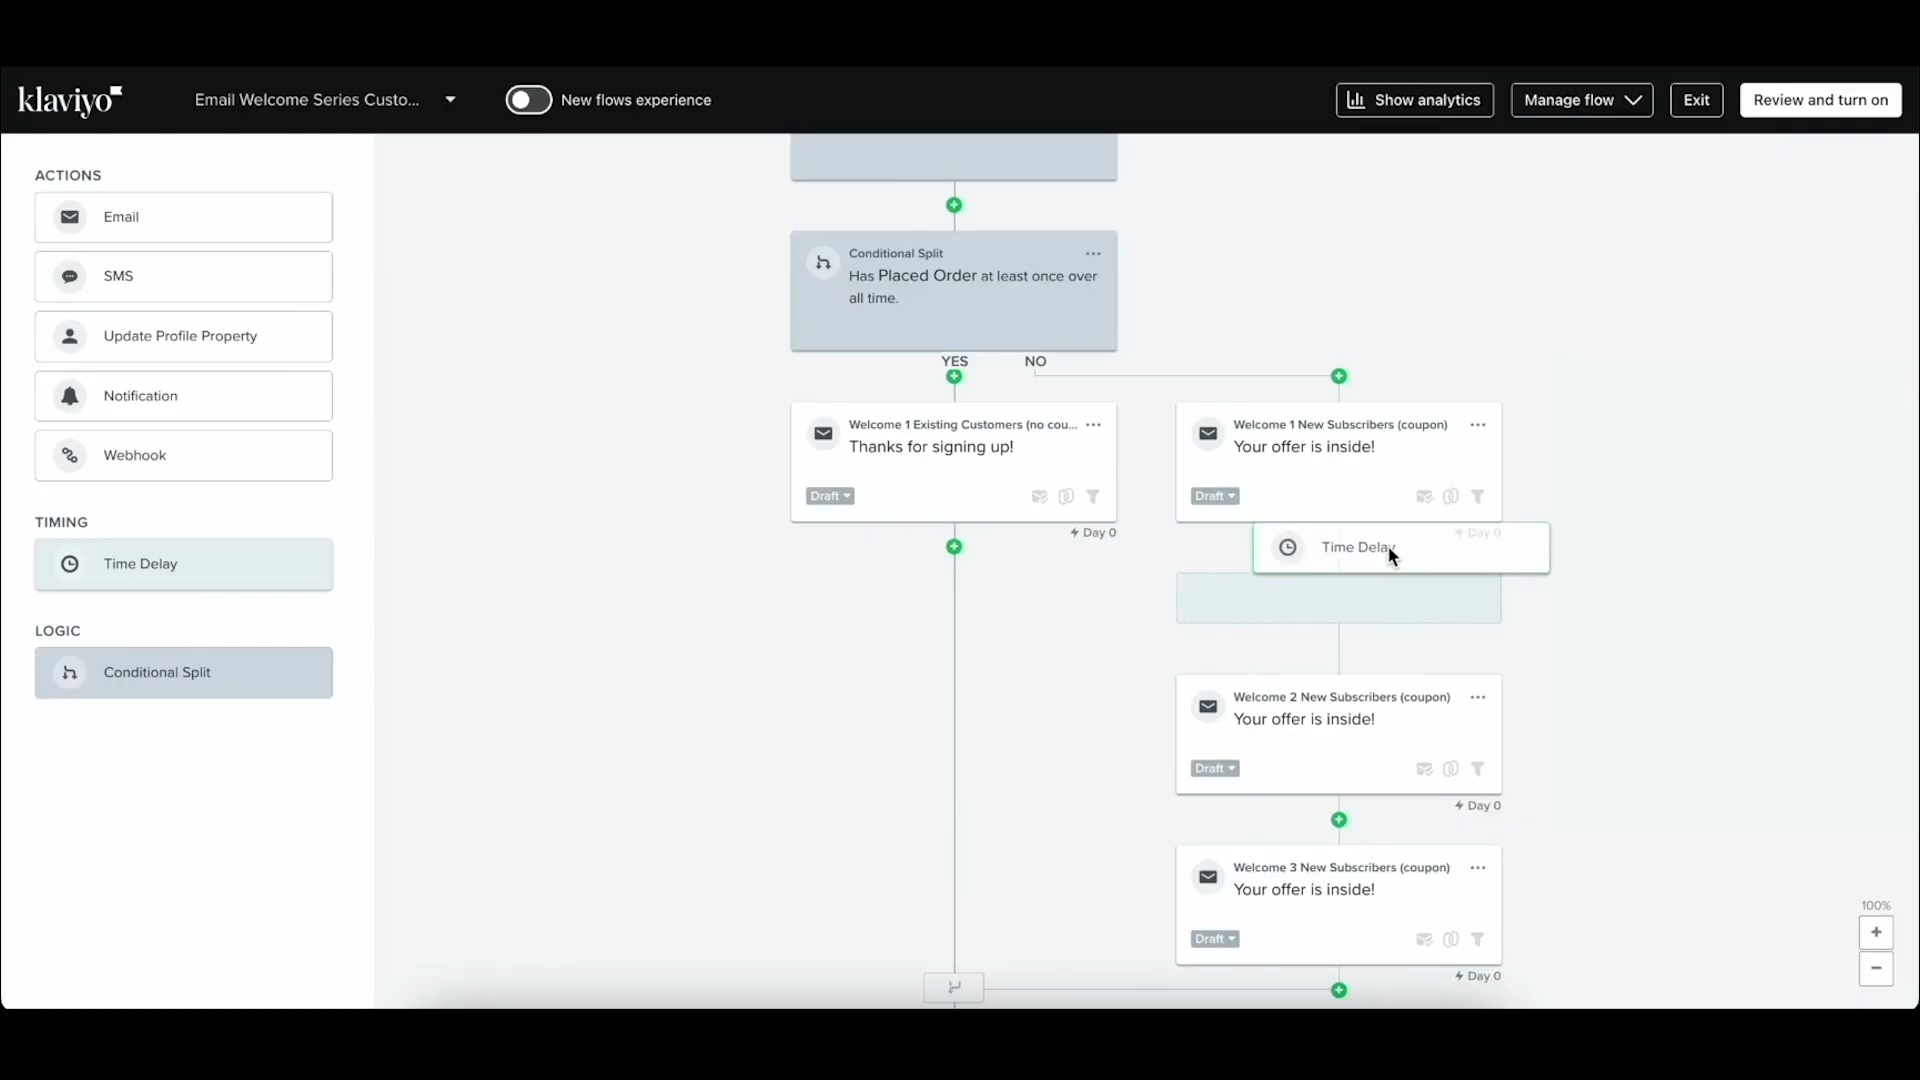 klaviyo
Email Welcome Series Custo...
New flows experience
Show analytics
Manage flow
Exit
Review and turn on
ACTIONS
Email
SMS
Update Profile Property
Notification
Webhook
TIMING
Time Delay
LOGIC
Conditional Split
Conditional Split
Has Placed Order at least once over
all time.
YES
NO
Welcome 1 Existing Customers (no cou...
Thanks for signing up!
Draft
Day 0
Welcome 1 New Subscribers (coupon)
Your offer is inside!
Draft
Day 0
Time Delay
Welcome 2 New Subscribers (coupon)
Your offer is inside!
Draft
Day 0
Welcome 3 New Subscribers (coupon)
Your offer is inside!
Draft
Day 0
100%